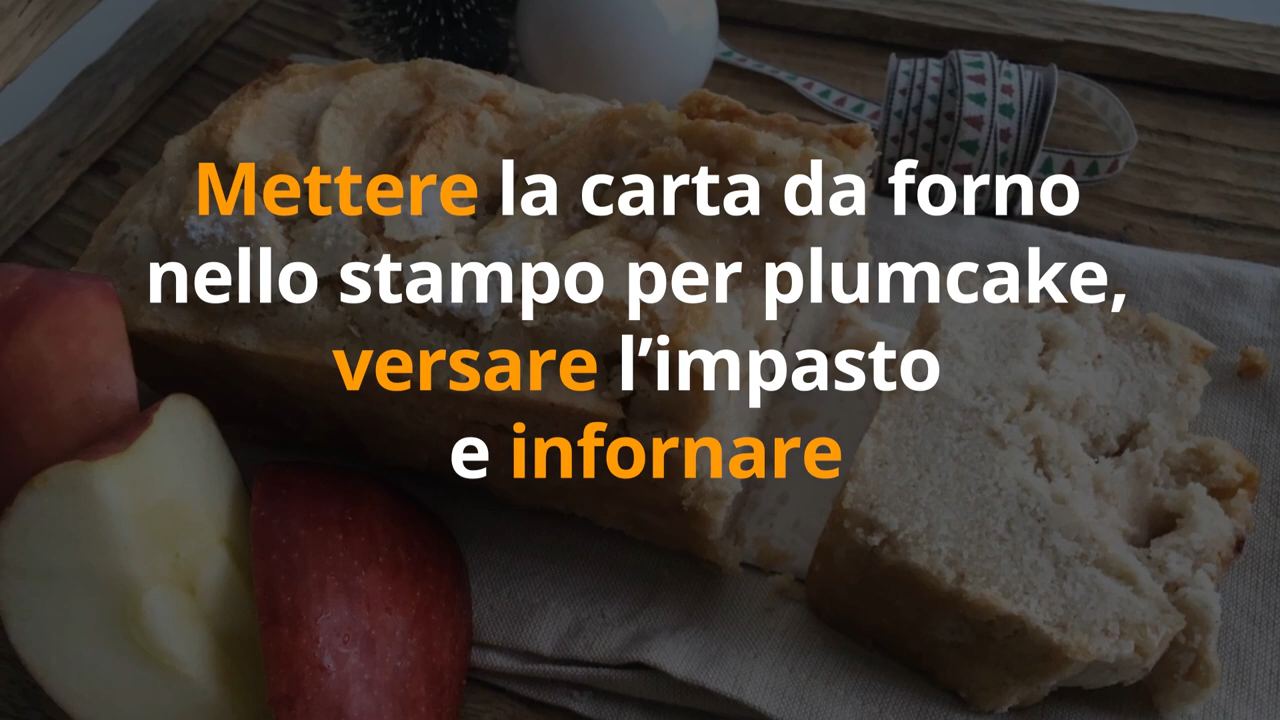 Mettere la carta da forno
nello stampo per plumcake,
versare l’impasto
e infornare